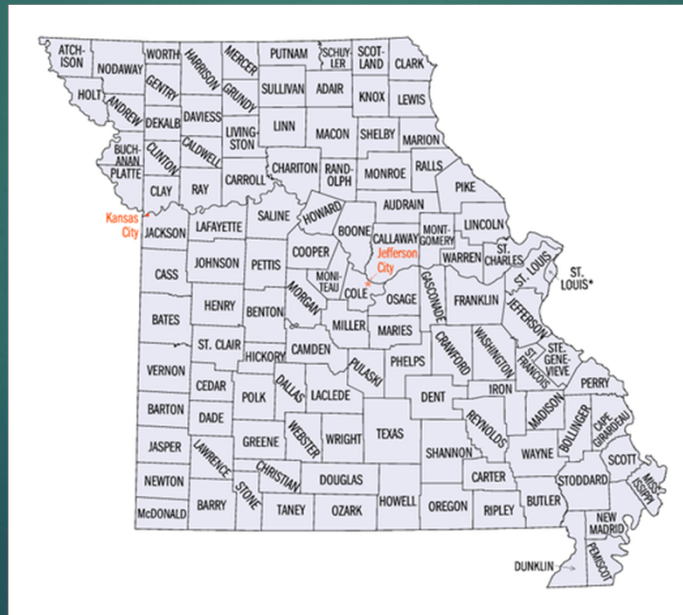 ATCH-
ISON
NODAWAY
WORTH
HARRISON
MERCER
PUTNAM
SCHUY-
LER
SCOT-
LAND
CLARK
HOLT
ANDREW
GENTRY
GRUNDY
SULLIVAN
ADAIR
KNOX
LEWIS
DEKALB
DAVIESS
LIVING-
STON
LINN
MACON
SHELBY
MARION
BUCH-
ANAN
CLINTON
CALDWELL
PLATTE
CLAY
RAY
CARROLL
CHARITON
RAND-
OLPH
MONROE
RALLS
PIKE
Kansas
City
JACKSON
LAFAYETTE
SALINE
HOWARD
BOONE
AUDRAIN
CALLAWAY
MONT-
GOMERY
LINCOLN
WARREN
ST.
CHARLES
ST. LOUIS
ST.
LOUIS*
CASS
JOHNSON
PETTIS
COOPER
MONI-
TEAU
Jefferson
City
COLE
OSAGE
GASCONADE
FRANKLIN
JEFFERSON
BATES
HENRY
BENTON
MORGAN
MILLER
MARIES
ST. CLAIR
HICKORY
CAMDEN
PULASKI
PHELPS
CRAWFORD
WASHINGTON
ST.
FRANCOIS
STE.
GENE-
VIEVE
PERRY
VERNON
CEDAR
POLK
DALLAS
LACLEDE
DENT
IRON
MADISON
BOLLINGER
CAPE
GIRARDEAU
BARTON
DADE
GREENE
WEBSTER
WRIGHT
TEXAS
REYNOLDS
SHANNON
WAYNE
SCOTT
JASPER
LAWRENCE
CHRISTIAN
DOUGLAS
CARTER
STODDARD
MISS-
ISSIPPI
NEWTON
McDONALD
BARRY
STONE
TANEY
OZARK
HOWELL
OREGON
RIPLEY
BUTLER
NEW
MADRID
DUNKLIN
PEMISCOT